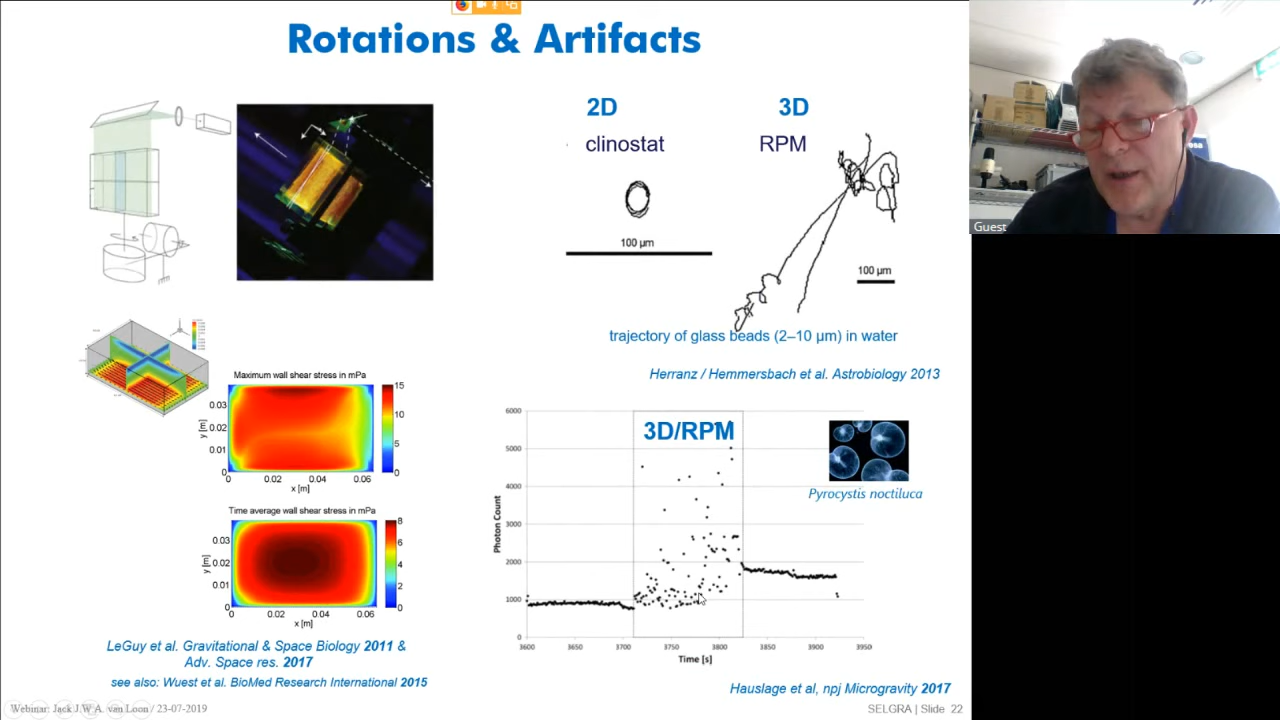 Rotations & Artifacts
2D
3D
clinostat
RPM
100 µm
100 µm
trajectory of glass beads (2–10 µm) in water
Herranz / Hemmersbach et al. Astrobiology 2013
Guest
esa
Maximum wall shear stress in mPa
15
10
5
0
0.03
0.02
0.01
0
y [m]
0
0.02
0.04
0.06
x [m]
Time average wall shear stress in mPa
8
6
4
2
0
0.03
0.02
0.01
0
y [m]
0
0.02
0.04
0.06
x [m]
LeGuy et al. Gravitational & Space Biology 2011 &
Adv. Space res. 2017
see also: Wuest et al. BioMed Research International 2015
3D/RPM
6000
5000
4000
3000
2000
1000
0
Photon Count
3600
3650
3700
3750
3800
3850
3900
3950
Time [s]
Pyrocystis noctiluca
Hauslage et al, npj Microgravity 2017
Webinar: Jack J.W.A. van Loon / 23-07-2019
SELGRA | Slide 22